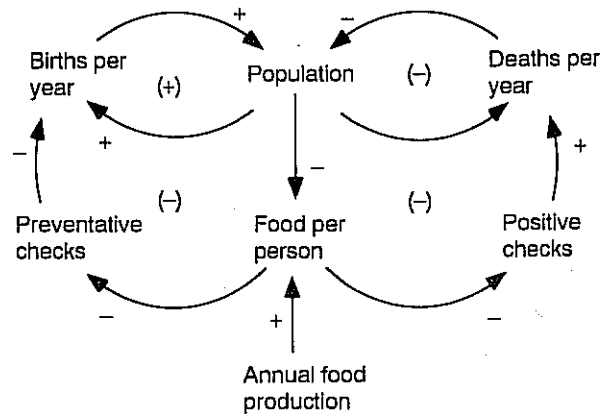 +
−
Births per
year
(+)
Population
(−)
Deaths per
year
+
−
−
+
(−)
(−)
Preventative
checks
Food per
person
Positive
checks
−
+
−
Annual food
production